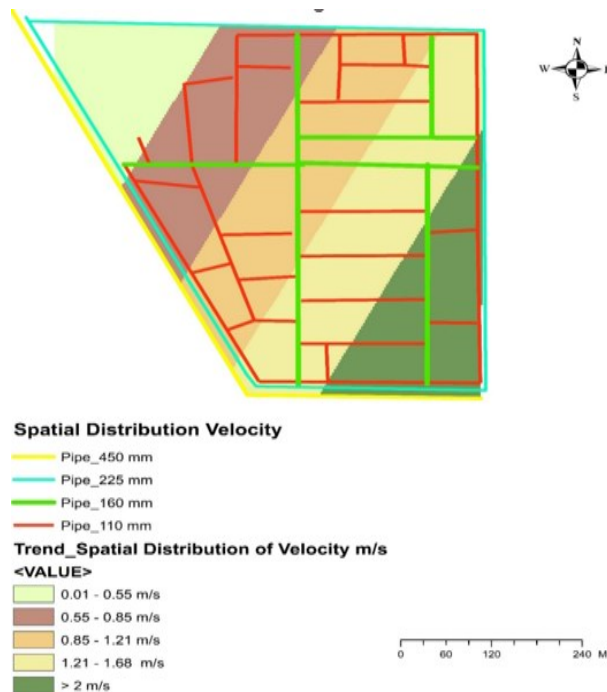 N
W
S
Spatial Distribution Velocity
Pipe_450 mm
Pipe_225 mm
Pipe_160 mm
Pipe_110 mm
Trend_Spatial Distribution of Velocity m/s
<VALUE>
0.01 - 0.55 m/s
0.55 - 0.85 m/s
0.85 - 1.21 m/s
1.21 - 1.68 m/s
> 2 m/s
0 60 120 240 M